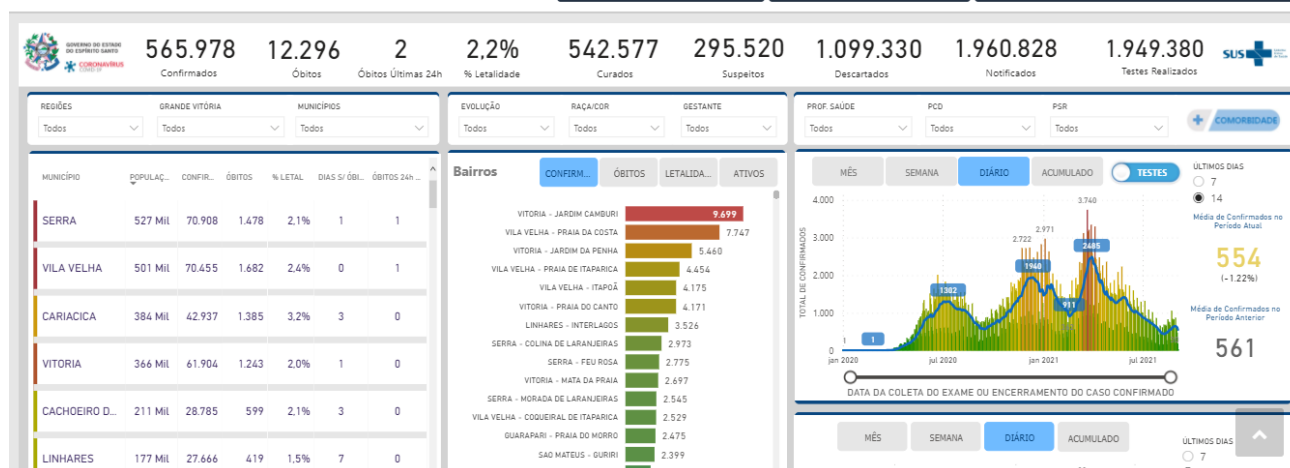 GOVERNO DO ESTADO
DO ESPÍRITO SANTO
CORONAVÍRUS
COVID-19
565.978
Confirmados
12.296
Óbitos
2
Óbitos Últimas 24h
2,2%
% Letalidade
542.577
Curados
295.520
Suspeitos
1.099.330
Descartados
1.960.828
Notificados
1.949.380
Testes Realizados
SUS
REGIÕES GRANDE VITÓRIA MUNICÍPIOS
Todos Todos Todos
EVOLUÇÃO RAÇA/COR GESTANTE
Todos Todos Todos
PROF. SAÚDE PCD PSR
Todos Todos Todos
+ COMORBIDADE
MUNICÍPIO POPULAÇ... CONFIR... ÓBITOS % LETAL DIAS S/ ÓBI... ÓBITOS 24h ...
SERRA 527 Mil 70.908 1.478 2,1% 1 1
VILA VELHA 501 Mil 70.455 1.682 2,4% 0 1
CARIACICA 384 Mil 42.937 1.385 3,2% 3 0
VITORIA 366 Mil 61.904 1.243 2,0% 1 0
CACHOEIRO D... 211 Mil 28.785 599 2,1% 3 0
LINHARES 177 Mil 27.666 419 1,5% 7 0
Bairros
CONFIRM... ÓBITOS LETALIDA... ATIVOS
VITORIA - JARDIM CAMBURI 9.699
VILA VELHA - PRAIA DA COSTA 7.747
VITORIA - JARDIM DA PENHA 5.460
VILA VELHA - PRAIA DE ITAPARICA 4.454
VILA VELHA - ITAPOÃ 4.175
VITORIA - PRAIA DO CANTO 4.171
LINHARES - INTERLAGOS 3.526
SERRA - COLINA DE LARANJEIRAS 2.973
SERRA - FEU ROSA 2.775
VITORIA - MATA DA PRAIA 2.697
SERRA - MORADA DE LARANJEIRAS 2.545
VILA VELHA - COQUEIRAL DE ITAPARICA 2.529
GUARAPARI - PRAIA DO MORRO 2.475
SAO MATEUS - GURIRI 2.399
MÊS SEMANA DIÁRIO ACUMULADO TESTES
TOTAL DE CONFIRMADOS
4.000
3.000
2.000
1.000
0
1
1
1382
2.722
1940
2.971
911
3.740
2485
jan 2020 jul 2020 jan 2021 jul 2021
DATA DA COLETA DO EXAME OU ENCERRAMENTO DO CASO CONFIRMADO
ÚLTIMOS DIAS
7
14
Média de Confirmados no
Período Atual
554
(-1.22%)
Média de Confirmados no
Período Anterior
561
MÊS SEMANA DIÁRIO ACUMULADO
ÚLTIMOS DIAS
7